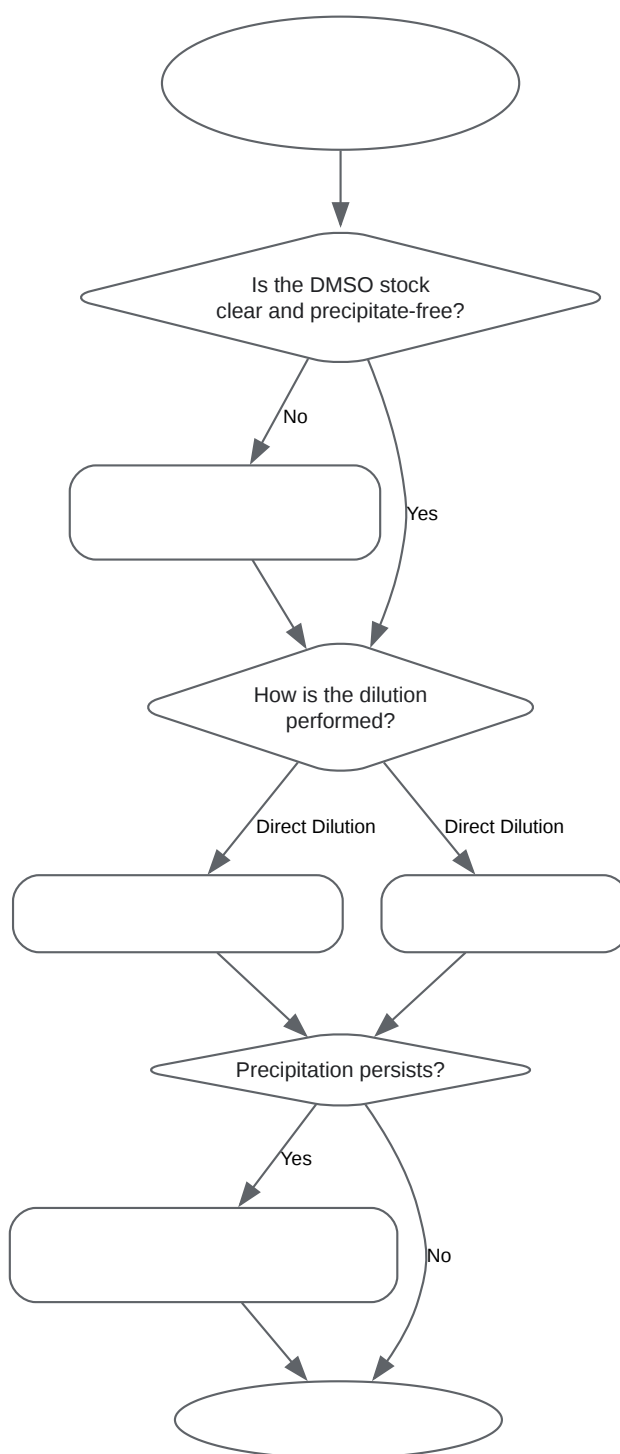 Is the DMSO stock
clear and precipitate-free?
No
Yes
How is the dilution
performed?
Direct Dilution
Direct Dilution
Precipitation persists?
Yes
No